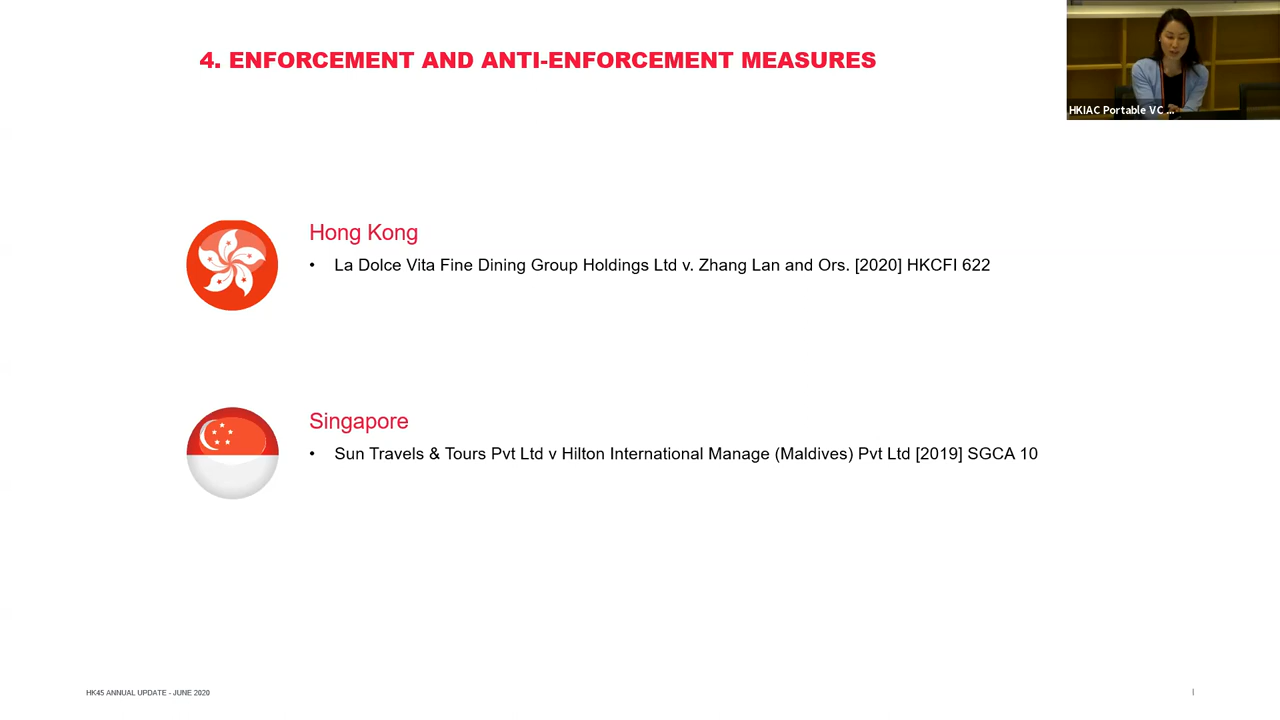 4. ENFORCEMENT AND ANTI-ENFORCEMENT MEASURES
HKIAC Portable VC ...
Hong Kong
• La Dolce Vita Fine Dining Group Holdings Ltd v. Zhang Lan and Ors. [2020] HKCFI 622
Singapore
• Sun Travels & Tours Pvt Ltd v Hilton International Manage (Maldives) Pvt Ltd [2019] SGCA 10
HK45 ANNUAL UPDATE - JUNE 2020